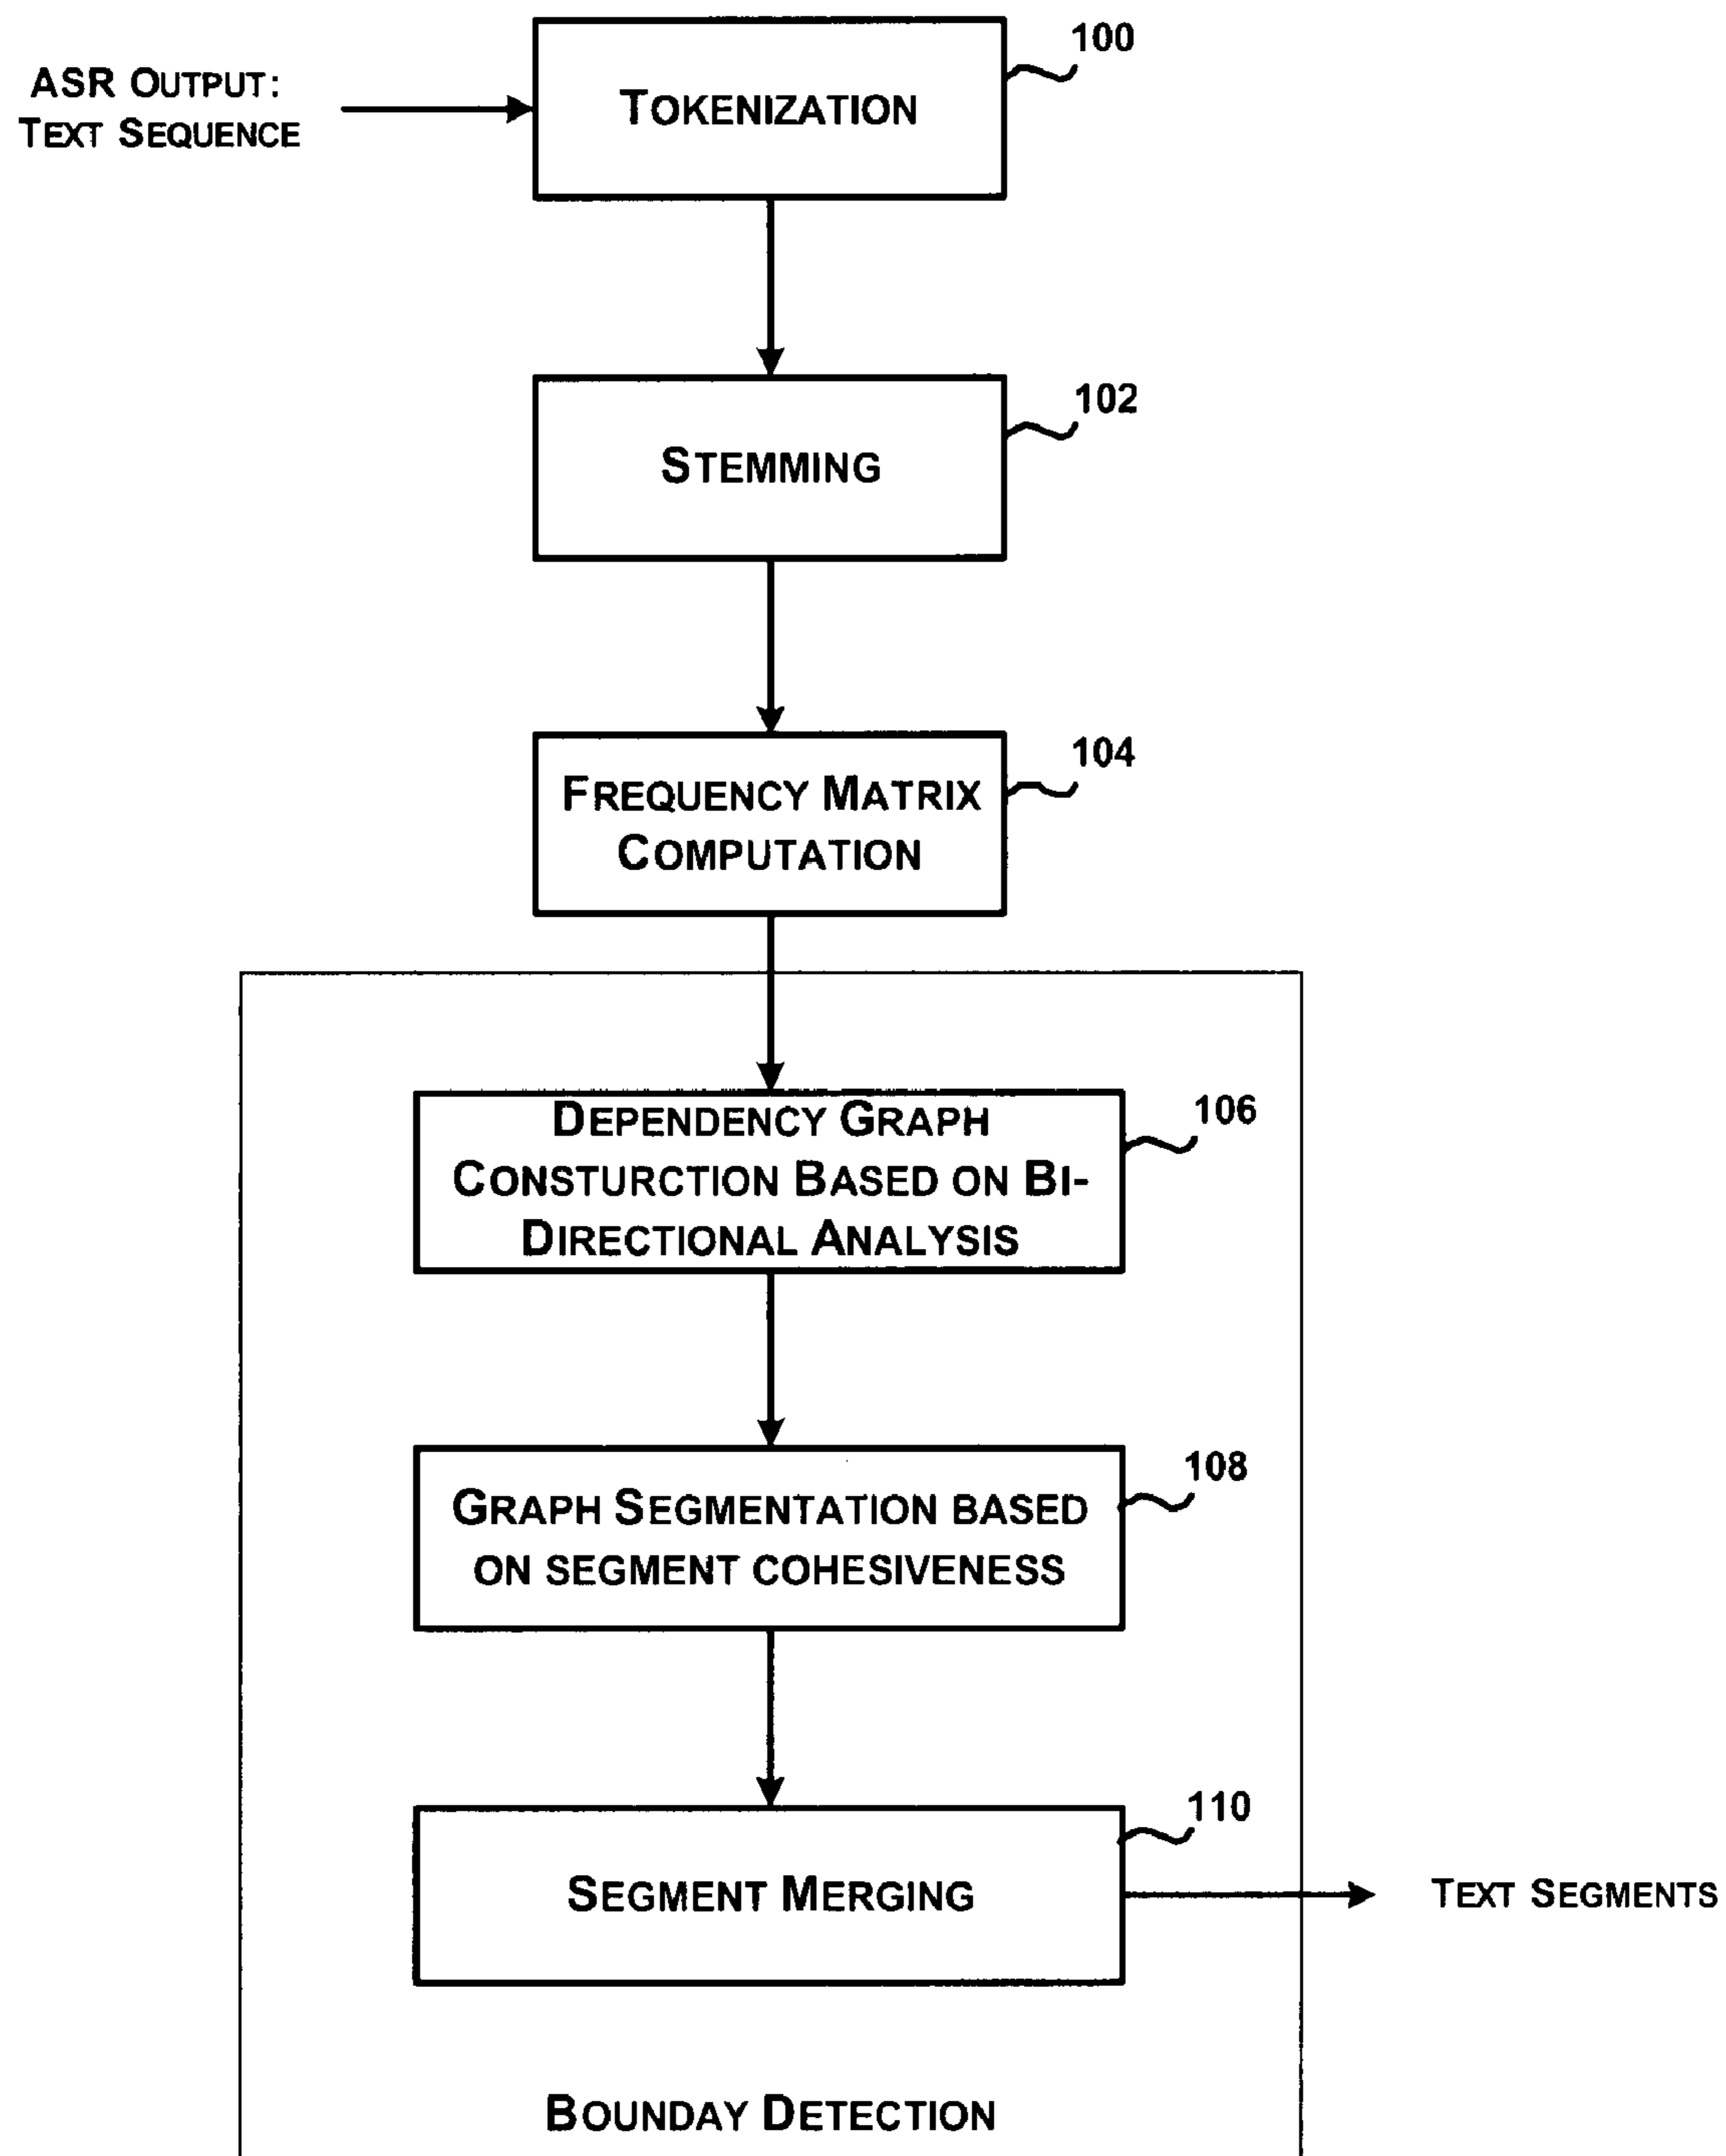 100
ASR OUTPUT:
TEXT SEQUENCE
TOKENIZATION
102
STEMMING
104
FREQUENCY MATRIX
COMPUTATION
106
DEPENDENCY GRAPH
CONSTURCTION BASED ON BI-
DIRECTIONAL ANALYSIS
108
GRAPH SEGMENTATION BASED
ON SEGMENT COHESIVENESS
110
SEGMENT MERGING
TEXT SEGMENTS
BOUNDAY DETECTION